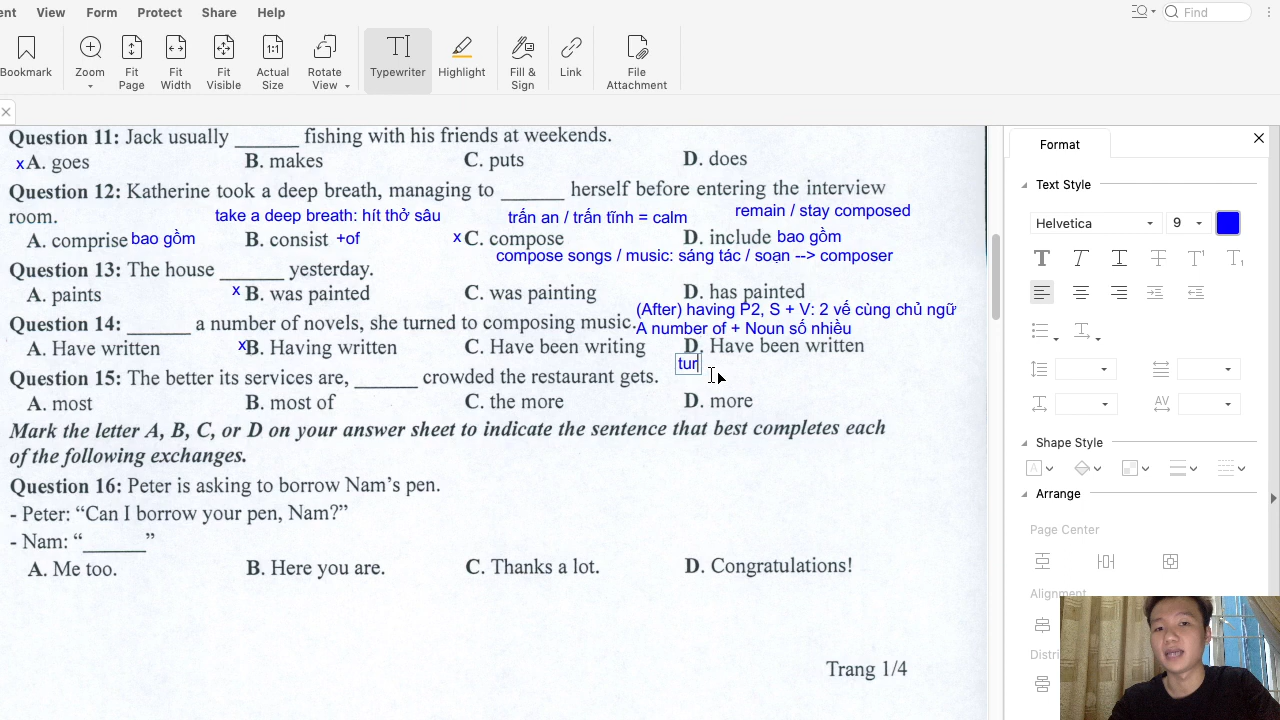 ent View Form Protect Share Help
Find
Bookmark Zoom Fit Page Fit Width Fit Visible Actual Size Rotate View Typewriter Highlight Fill & Sign Link File Attachment
Question 11: Jack usually ______ fishing with his friends at weekends.
x A. goes B. makes C. puts D. does
Question 12: Katherine took a deep breath, managing to ______ herself before entering the interview
room. take a deep breath: hít thở sâu trấn an / trấn tĩnh = calm remain / stay composed
A. comprise bao gồm B. consist +of x C. compose D. include bao gồm
compose songs / music: sáng tác / soạn --> composer
Question 13: The house ______ yesterday.
A. paints x B. was painted C. was painting D. has painted
(After) having P2, S + V: 2 vế cùng chủ ngữ
Question 14: ______ a number of novels, she turned to composing music. A number of + Noun số nhiều
A. Have written x B. Having written C. Have been writing D. Have been written
tur
Question 15: The better its services are, ______ crowded the restaurant gets.
A. most B. most of C. the more D. more
Mark the letter A, B, C, or D on your answer sheet to indicate the sentence that best completes each
of the following exchanges.
Question 16: Peter is asking to borrow Nam's pen.
- Peter: “Can I borrow your pen, Nam?”
- Nam: “______”
A. Me too. B. Here you are. C. Thanks a lot. D. Congratulations!
Trang 1/4
Format
Text Style
Helvetica 9
Shape Style
Arrange
Page Center
Alignment
Distri